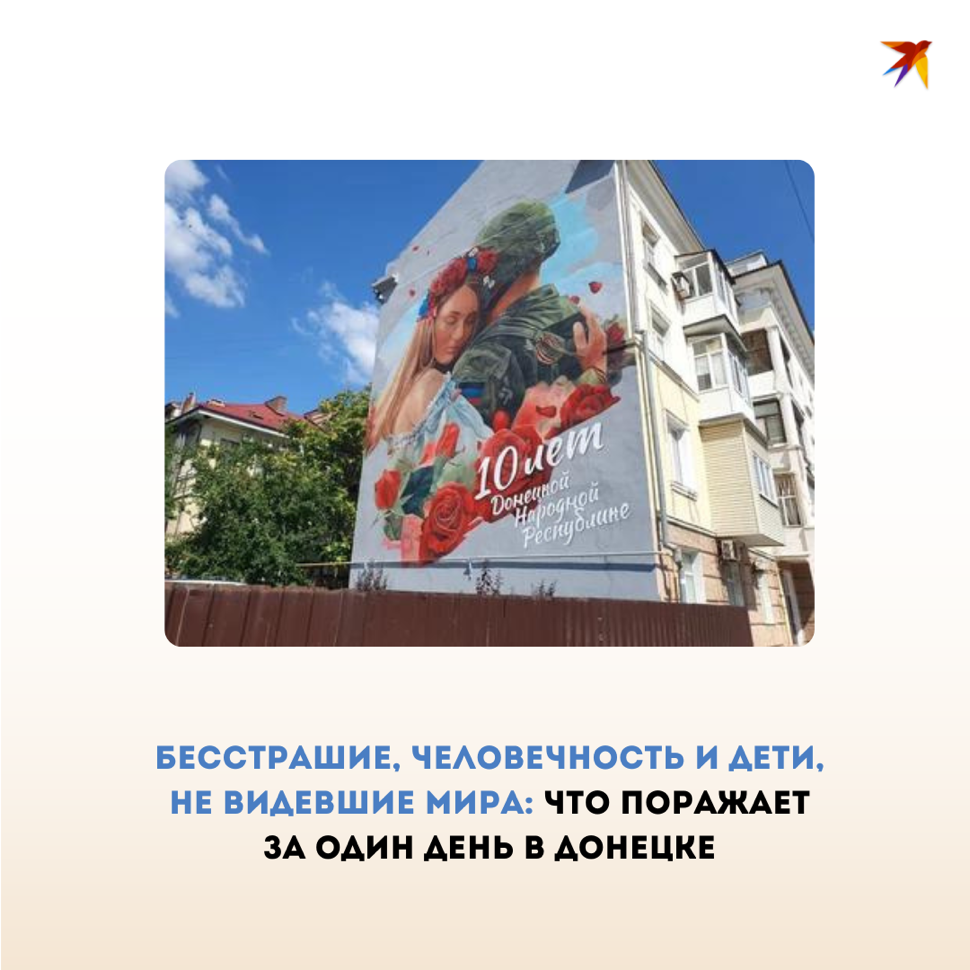 10 лет
Донецкой
Народной
Республике
БЕССТРАШИЕ, ЧЕЛОВЕЧНОСТЬ И ДЕТИ,
НЕ ВИДЕВШИЕ МИРА: ЧТО ПОРАЖАЕТ
ЗА ОДИН ДЕНЬ В ДОНЕЦКЕ